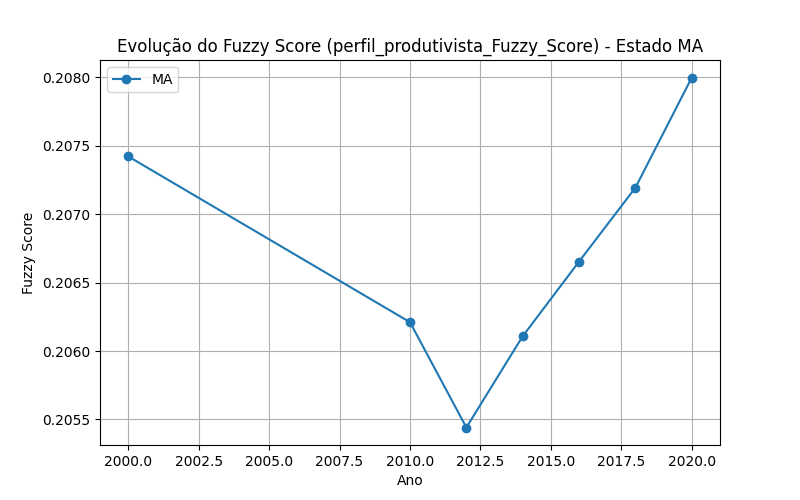 Evolução do Fuzzy Score (perfil_produtivista_Fuzzy_Score) - Estado MA
MA
0.2080
0.2075
0.2070
0.2065
0.2060
0.2055
Fuzzy Score
2000.0 2002.5 2005.0 2007.5 2010.0 2012.5 2015.0 2017.5 2020.0
Ano